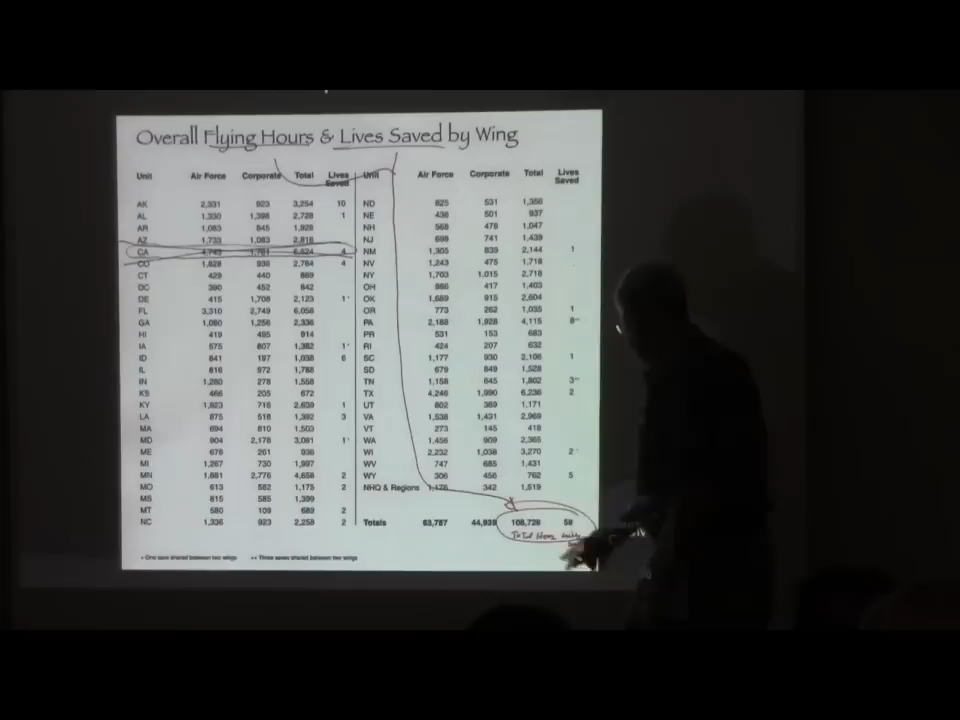 Overall Flying Hours & Lives Saved by Wing
Unit Air Force Corporate Total Lives Saved Unit Air Force Corporate Total Lives Saved
AK 2,331 923 3,254 10 ND 825 531 1,356
AL 1,330 1,398 2,728 1 NE 436 501 937
AR 1,083 845 1,928 NH 568 478 1,047
AZ 1,733 1,083 2,816 NJ 698 741 1,439
CA 4,743 1,781 6,524 4 NM 1,305 839 2,144 1
CO 1,828 936 2,764 4 NV 1,243 475 1,718
CT 429 440 869 NY 1,703 1,015 2,718
DC 390 452 842 OH 986 417 1,403
DE 415 1,708 2,123 1* OK 1,689 915 2,604
FL 3,310 2,749 6,058 OR 773 262 1,035 1
GA 1,080 1,256 2,336 PA 2,188 1,928 4,115 8**
HI 419 495 914 PR 531 153 683
IA 575 807 1,382 1* RI 424 207 632
ID 841 197 1,038 6 SC 1,177 930 2,106 1
IL 816 972 1,788 SD 679 849 1,528
IN 1,280 278 1,558 TN 1,158 645 1,802 3**
KS 466 205 672 TX 4,246 1,990 6,236 2
KY 1,923 716 2,639 1 UT 802 369 1,171
LA 875 518 1,392 3 VA 1,538 1,431 2,969
MA 694 810 1,503 VT 273 145 418
MD 904 2,178 3,081 1* WA 1,456 909 2,365
ME 676 261 936 WI 2,232 1,038 3,270 2*
MI 1,267 730 1,997 WV 747 685 1,431
MN 1,881 2,776 4,658 2 WY 306 456 762 5
MO 613 562 1,175 2 NHQ & Regions 1,176 342 1,519
MS 815 585 1,399
MT 580 109 689 2
NC 1,336 923 2,258 2 Totals 63,787 44,939 108,728 58
Total Hours
* One save shared between two wings ** Three saves shared between two wings